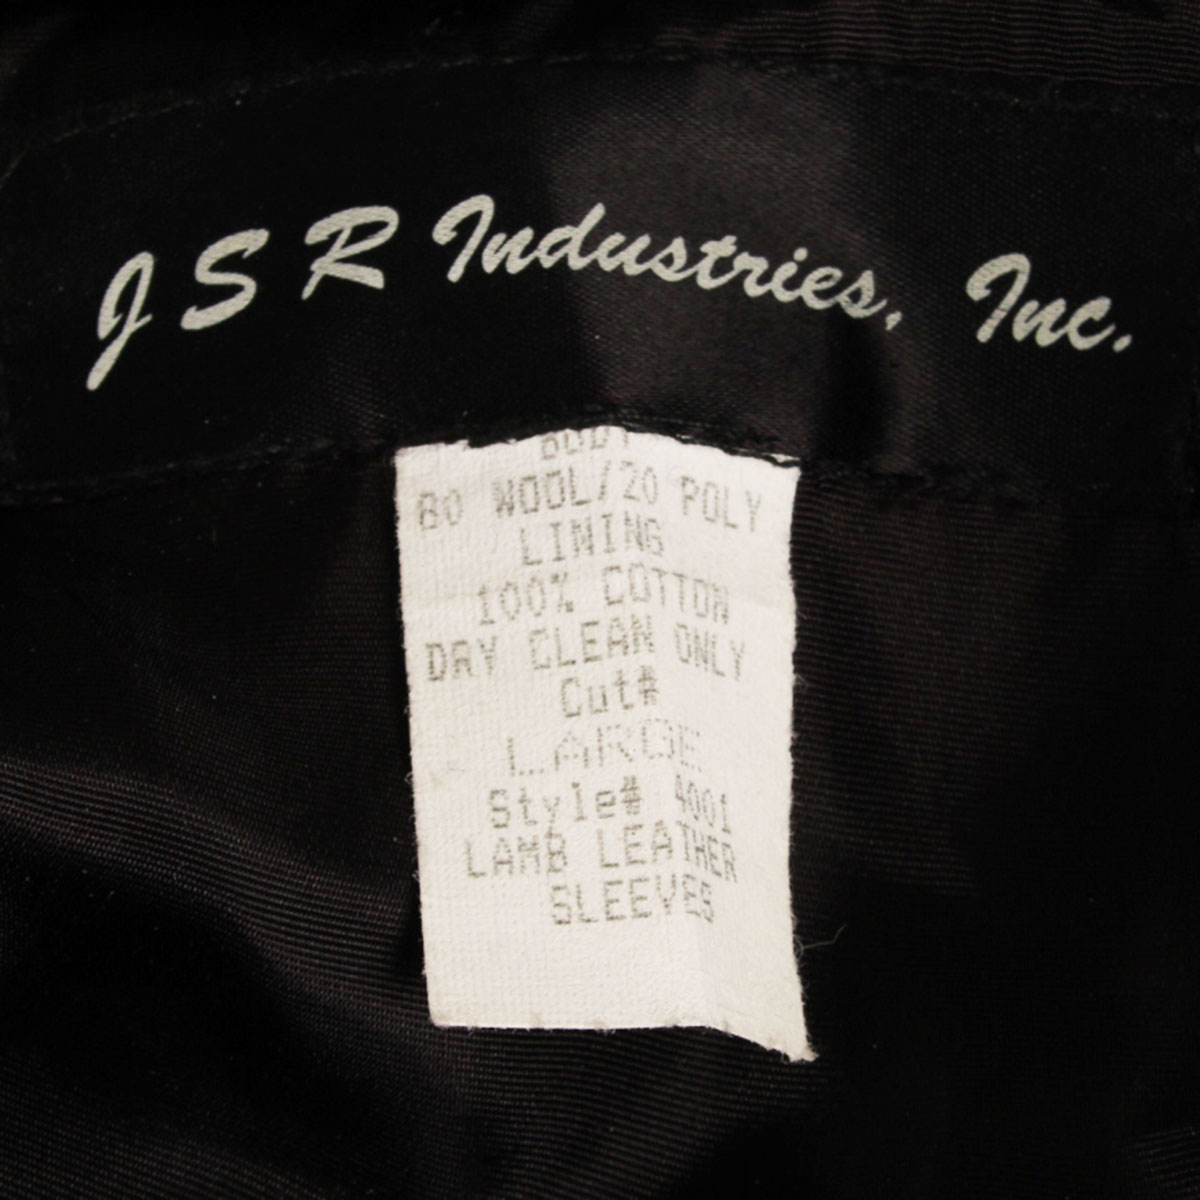 J S R Industries, Inc.
BODY
80 WOOL/20 POLY
LINING
100% COTTON
DRY CLEAN ONLY
Cut#
LARGE
Style# 4001
LAMB LEATHER
SLEEVES